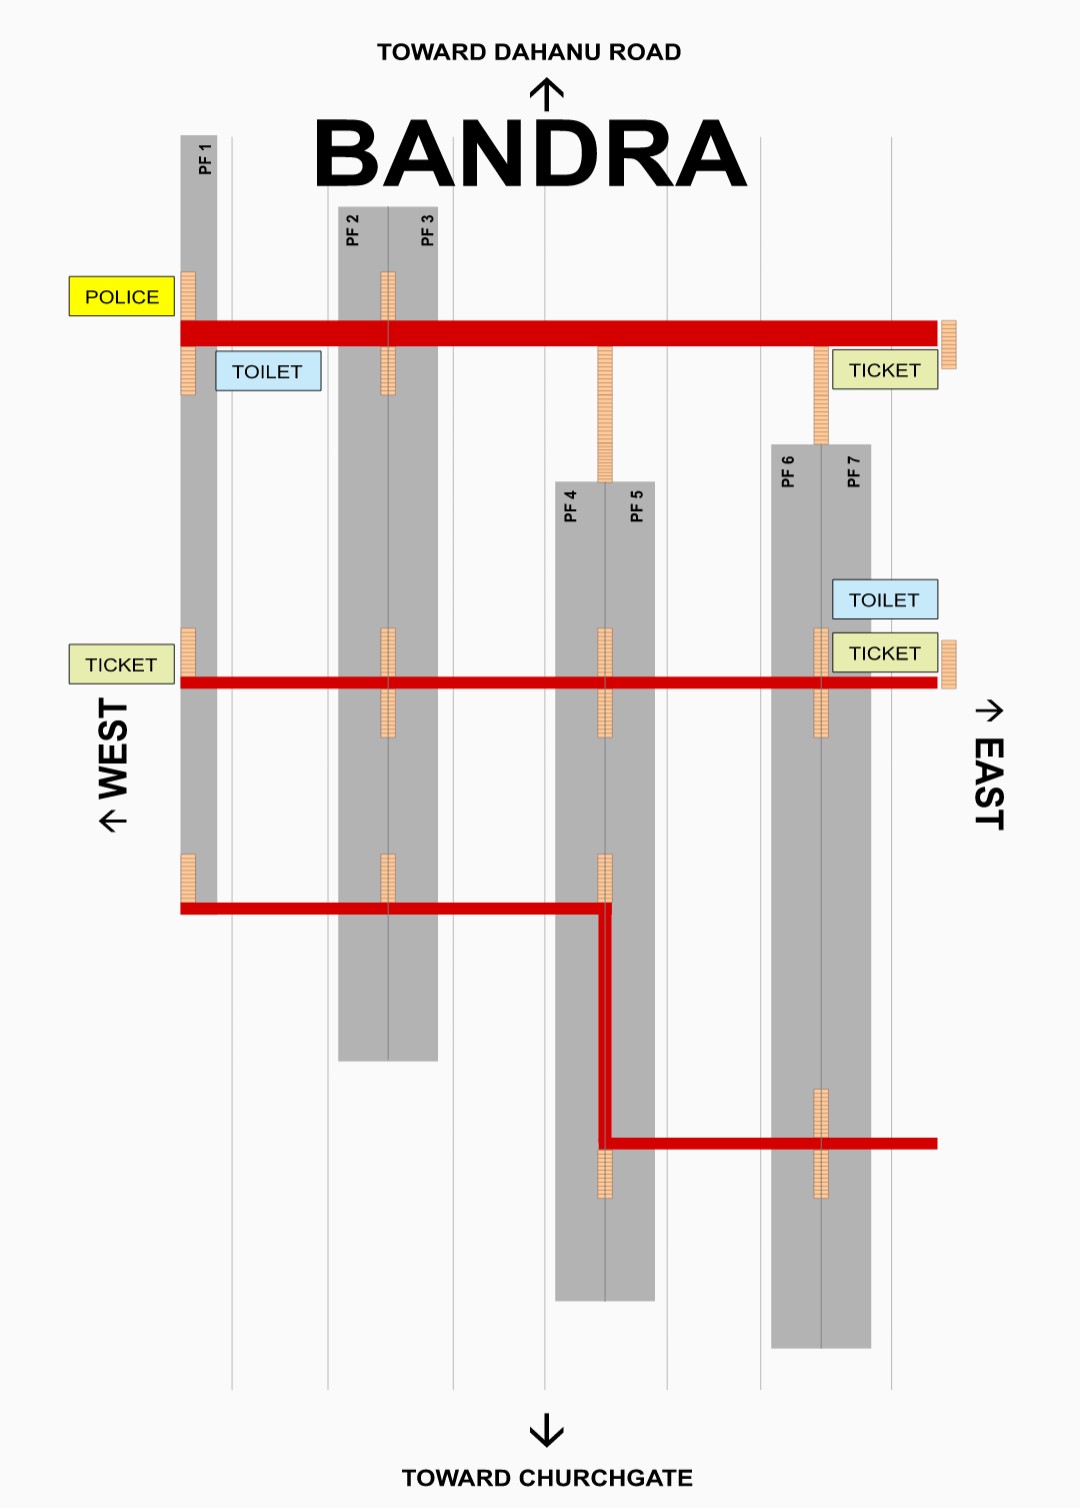 TOWARD DAHANU ROAD
↑
BANDRA
PF 1
PF 2
PF 3
POLICE
TOILET
TICKET
PF 4
PF 5
PF 6
PF 7
TOILET
TICKET
TICKET
↑ WEST
↑ EAST
↓
TOWARD CHURCHGATE